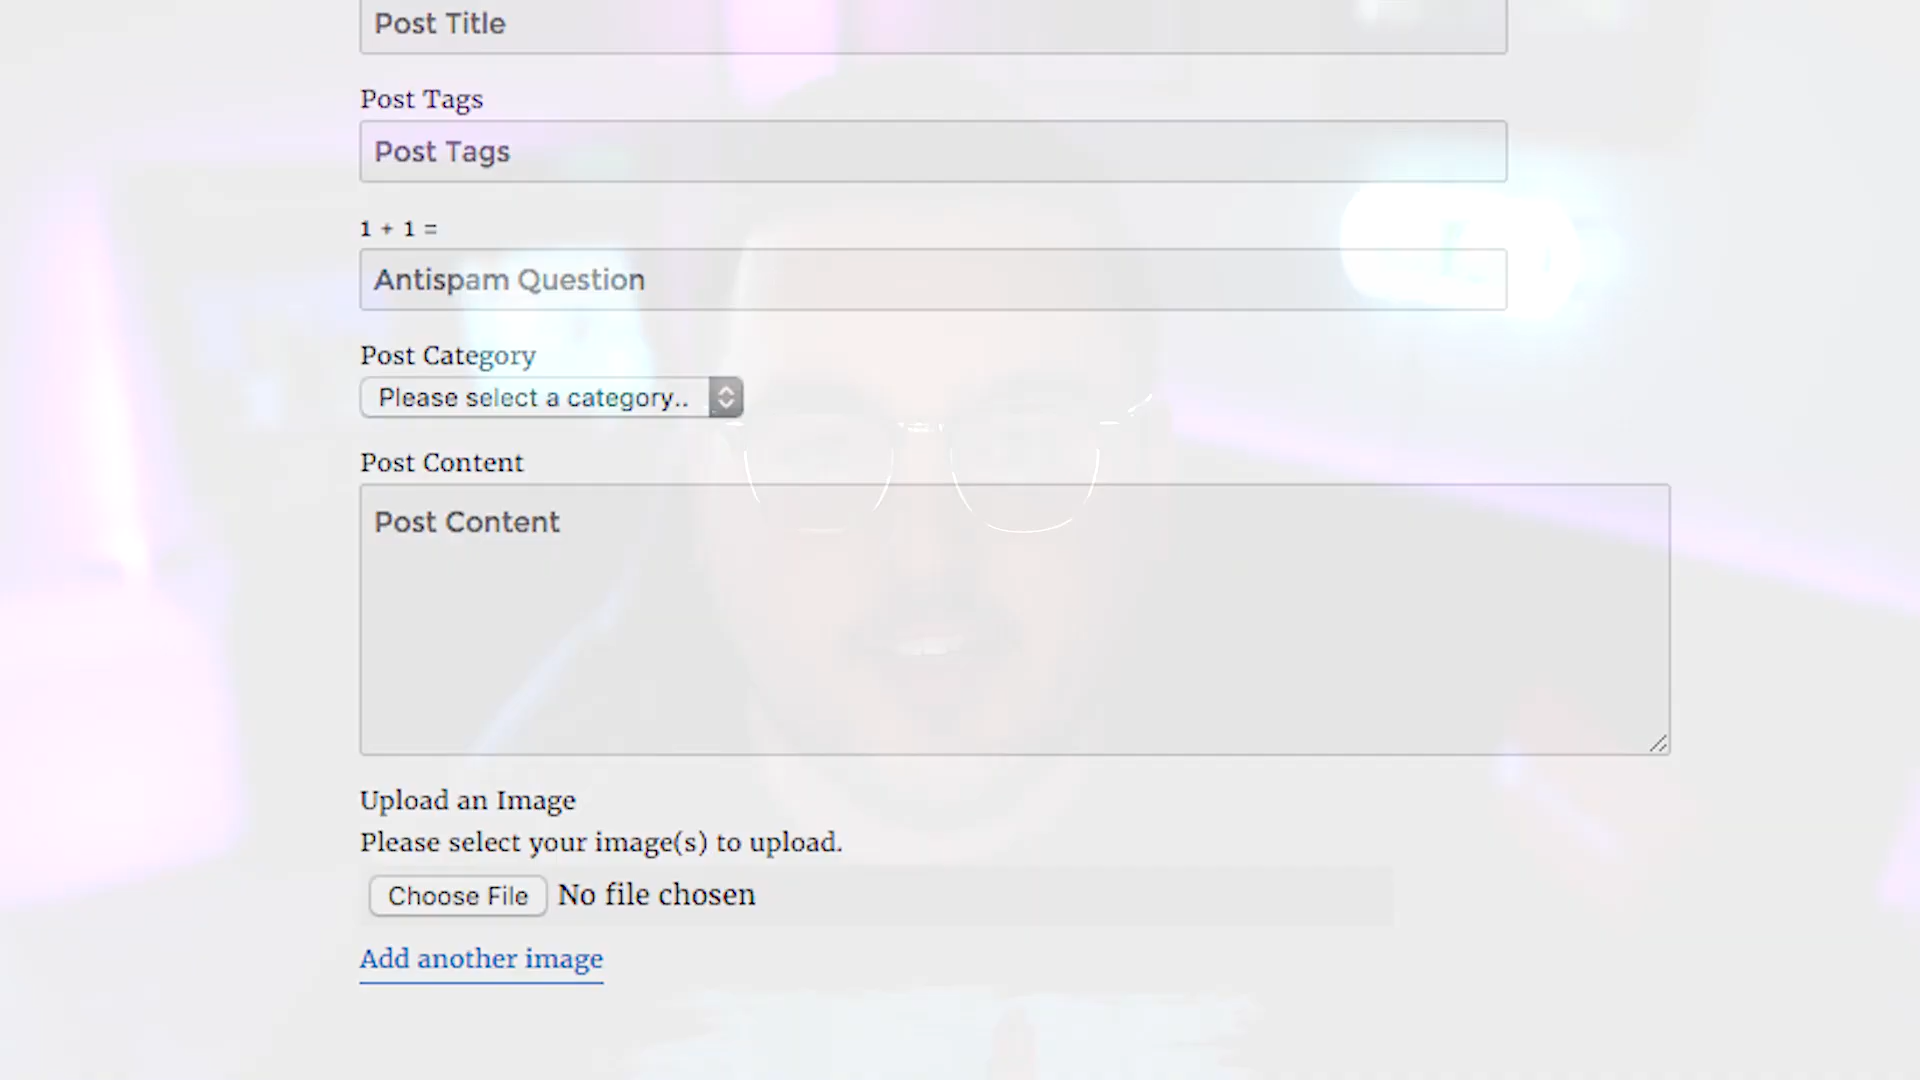 Post Title
Post Tags
Post Tags
1 + 1 =
Antispam Question
Post Category
Please select a category..
Post Content
Post Content
Upload an Image
Please select your image(s) to upload.
Choose File No file chosen
Add another image